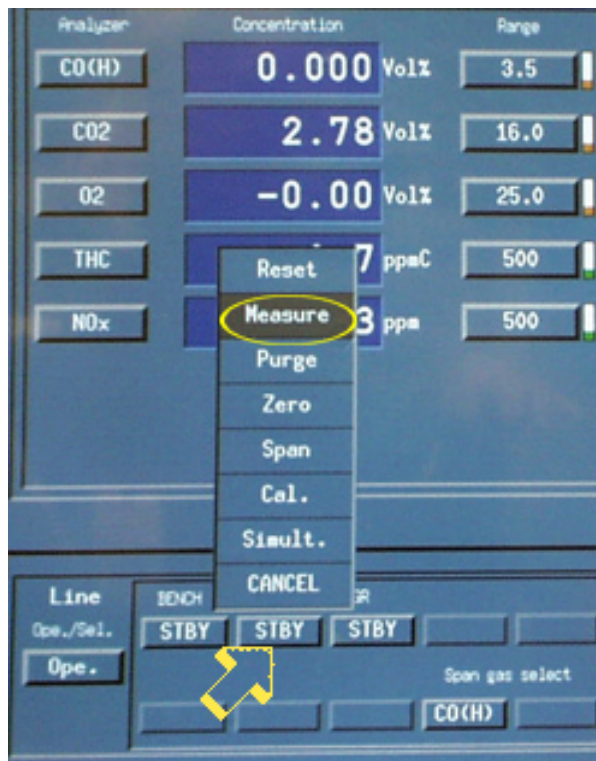 Analyzer Concentration Range
CO(H) 0.000 Vol% 3.5
CO2 2.78 Vol% 16.0
O2 -0.00 Vol% 25.0
THC 7 ppmC 500
NOx 3 ppm 500
Reset
Measure
Purge
Zero
Span
Cal.
Simult.
CANCEL
Line BENCH
Ope./Sel. STBY STBY STBY
Ope. Span gas select
CO(H)